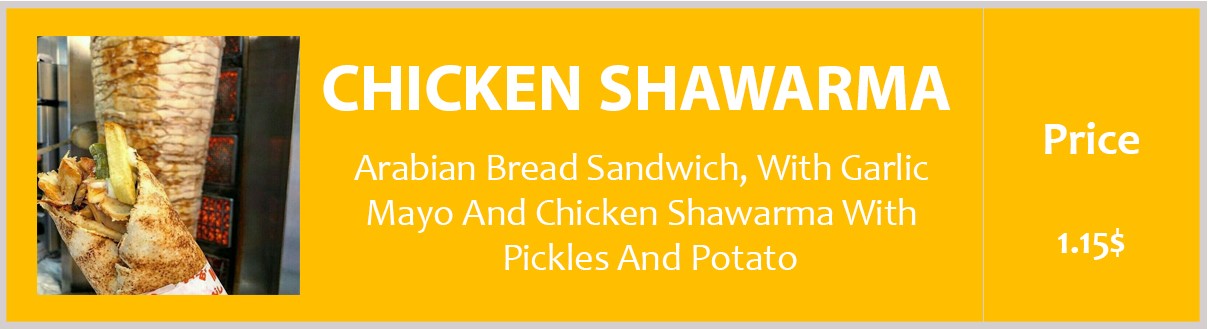 CHICKEN SHAWARMA
Arabian Bread Sandwich, With Garlic
Mayo And Chicken Shawarma With
Pickles And Potato
Price
1.15$